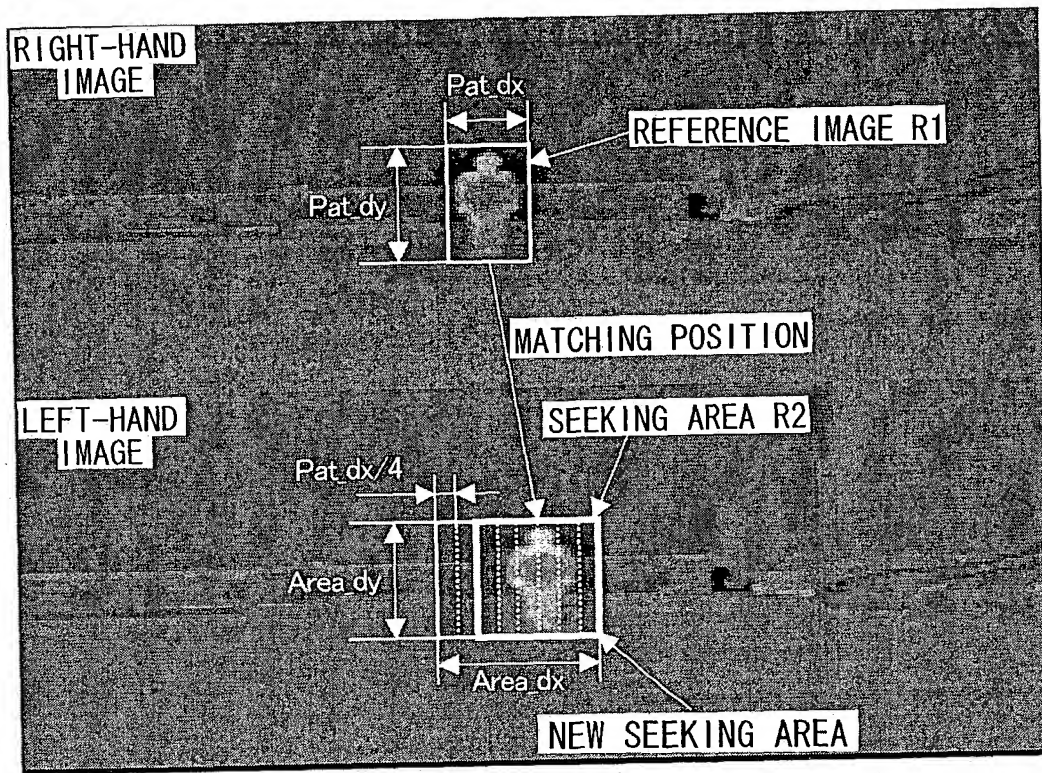 RIGHT-HAND
IMAGE
Pat_dx
REFERENCE IMAGE R1
Pat_dy
MATCHING POSITION
LEFT-HAND
IMAGE
SEEKING AREA R2
Pat_dx/4
Area_dy
Area_dx
NEW SEEKING AREA